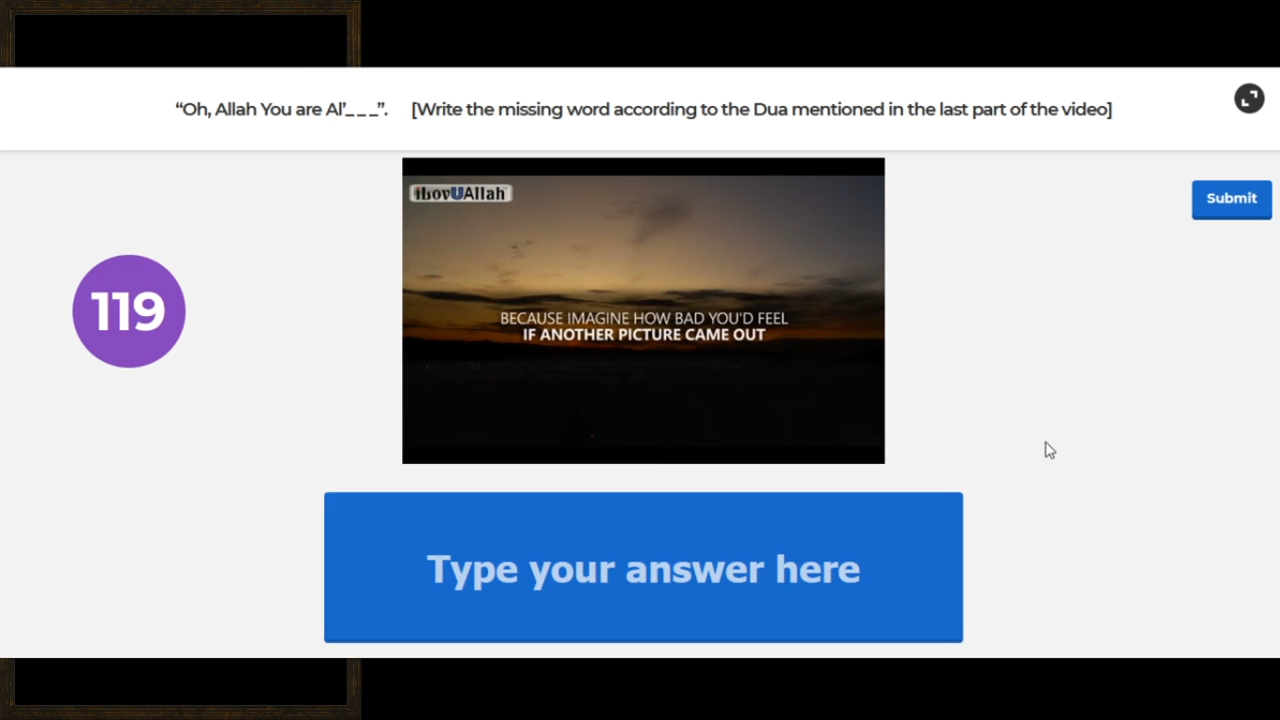 “Oh, Allah You are Al’_ _ _”. [Write the missing word according to the Dua mentioned in the last part of the video]
Submit
iLovUAllah
119
BECAUSE IMAGINE HOW BAD YOU'D FEEL
IF ANOTHER PICTURE CAME OUT
Type your answer here